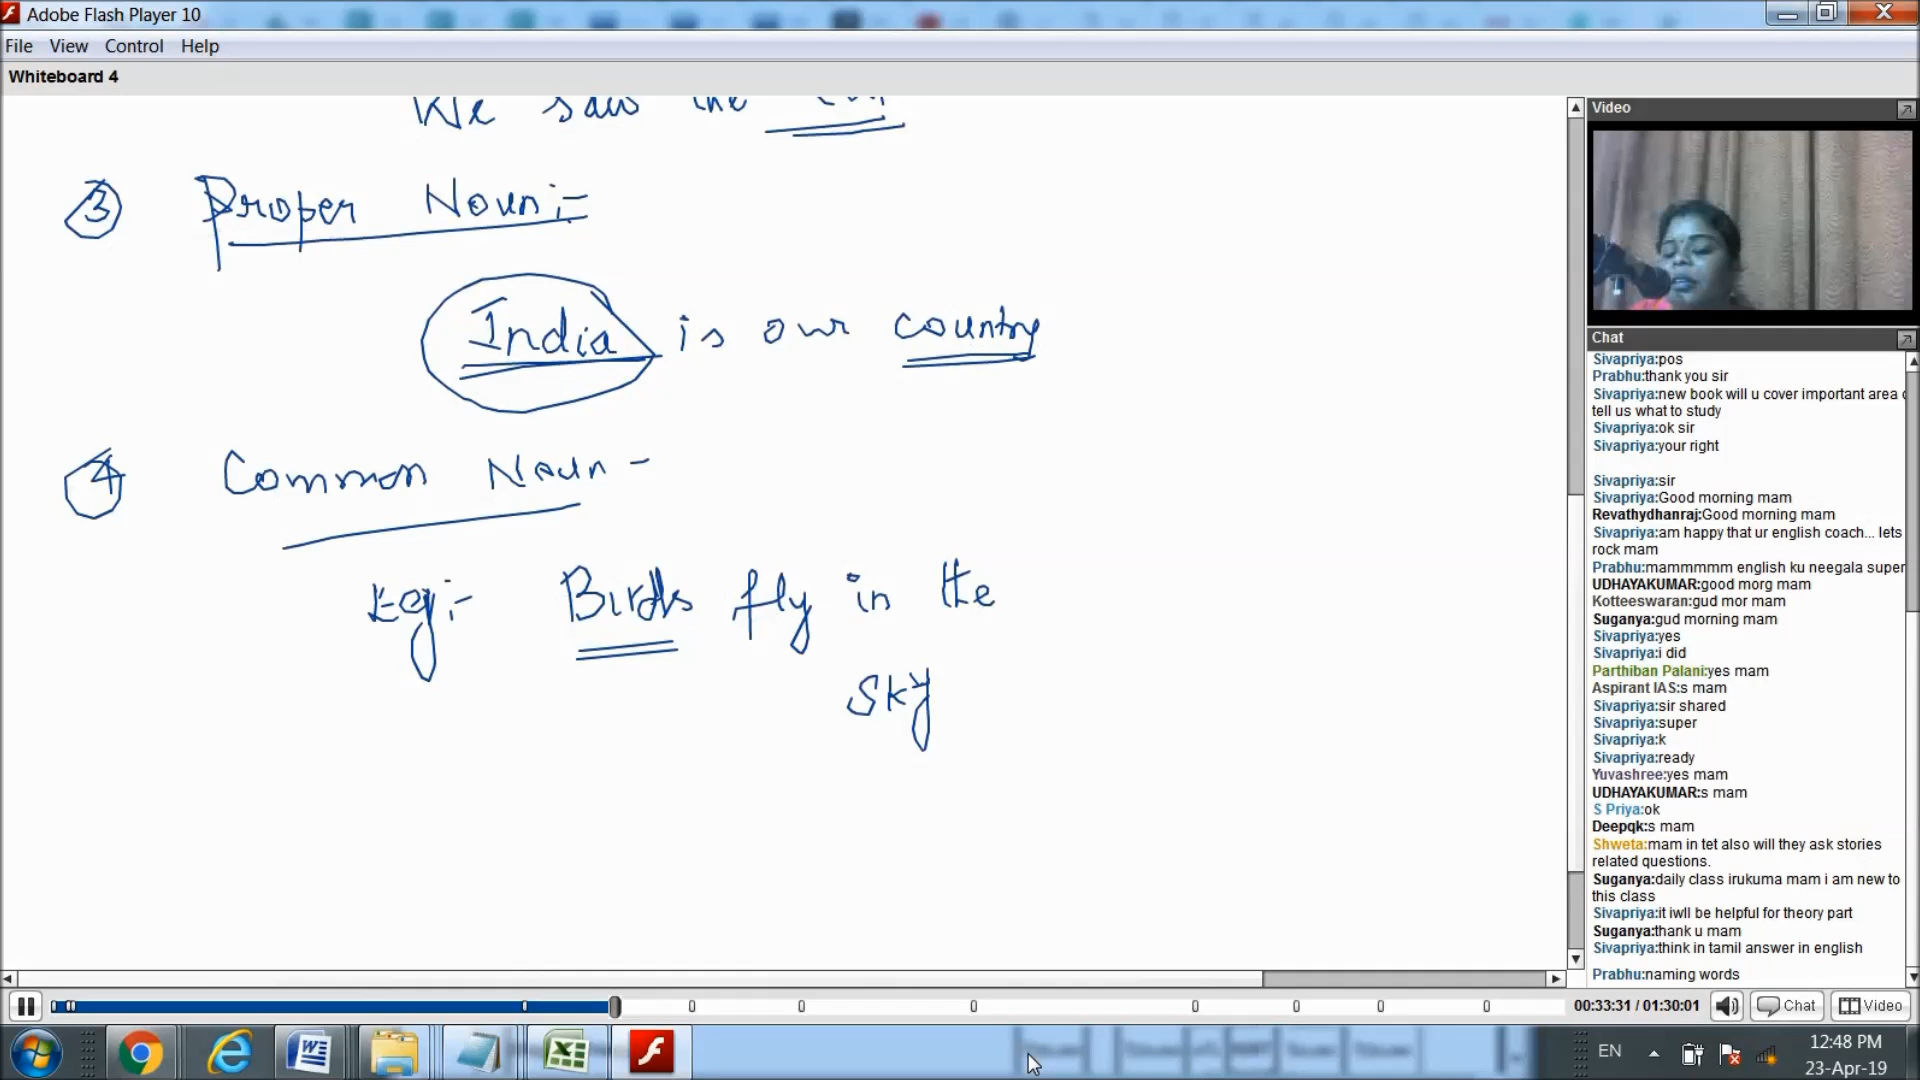 Adobe Flash Player 10
File View Control Help
Whiteboard 4
We saw the
3 Proper Noun:-
India is our country
4 Common Noun -
Eg:- Birds fly in the
Sky
Video
Chat
Sivapriya:pos
Prabhu:thank you sir
Sivapriya:new book will u cover important area
tell us what to study
Sivapriya:ok sir
Sivapriya:your right
Sivapriya:sir
Sivapriya:Good morning mam
Revathydhanraj:Good morning mam
Sivapriya:am happy that ur english coach... lets
rock mam
Prabhu:mammmmm english ku neegala super
UDHAYAKUMAR:good morg mam
Kotteeswaran:gud mor mam
Suganya:gud morning mam
Sivapriya:yes
Sivapriya:i did
Parthiban Palani:yes mam
Aspirant IAS:s mam
Sivapriya:sir shared
Sivapriya:super
Sivapriya:k
Sivapriya:ready
Yuvashree:yes mam
UDHAYAKUMAR:s mam
S Priya:ok
Deepqk:s mam
Shweta:mam in tet also will they ask stories
related questions.
Suganya:daily class irukuma mam i am new to
this class
Sivapriya:it iwll be helpful for theory part
Suganya:thank u mam
Sivapriya:think in tamil answer in english
Prabhu:naming words
00:33:31 / 01:30:01 Chat Video
EN 12:48 PM
23-Apr-19